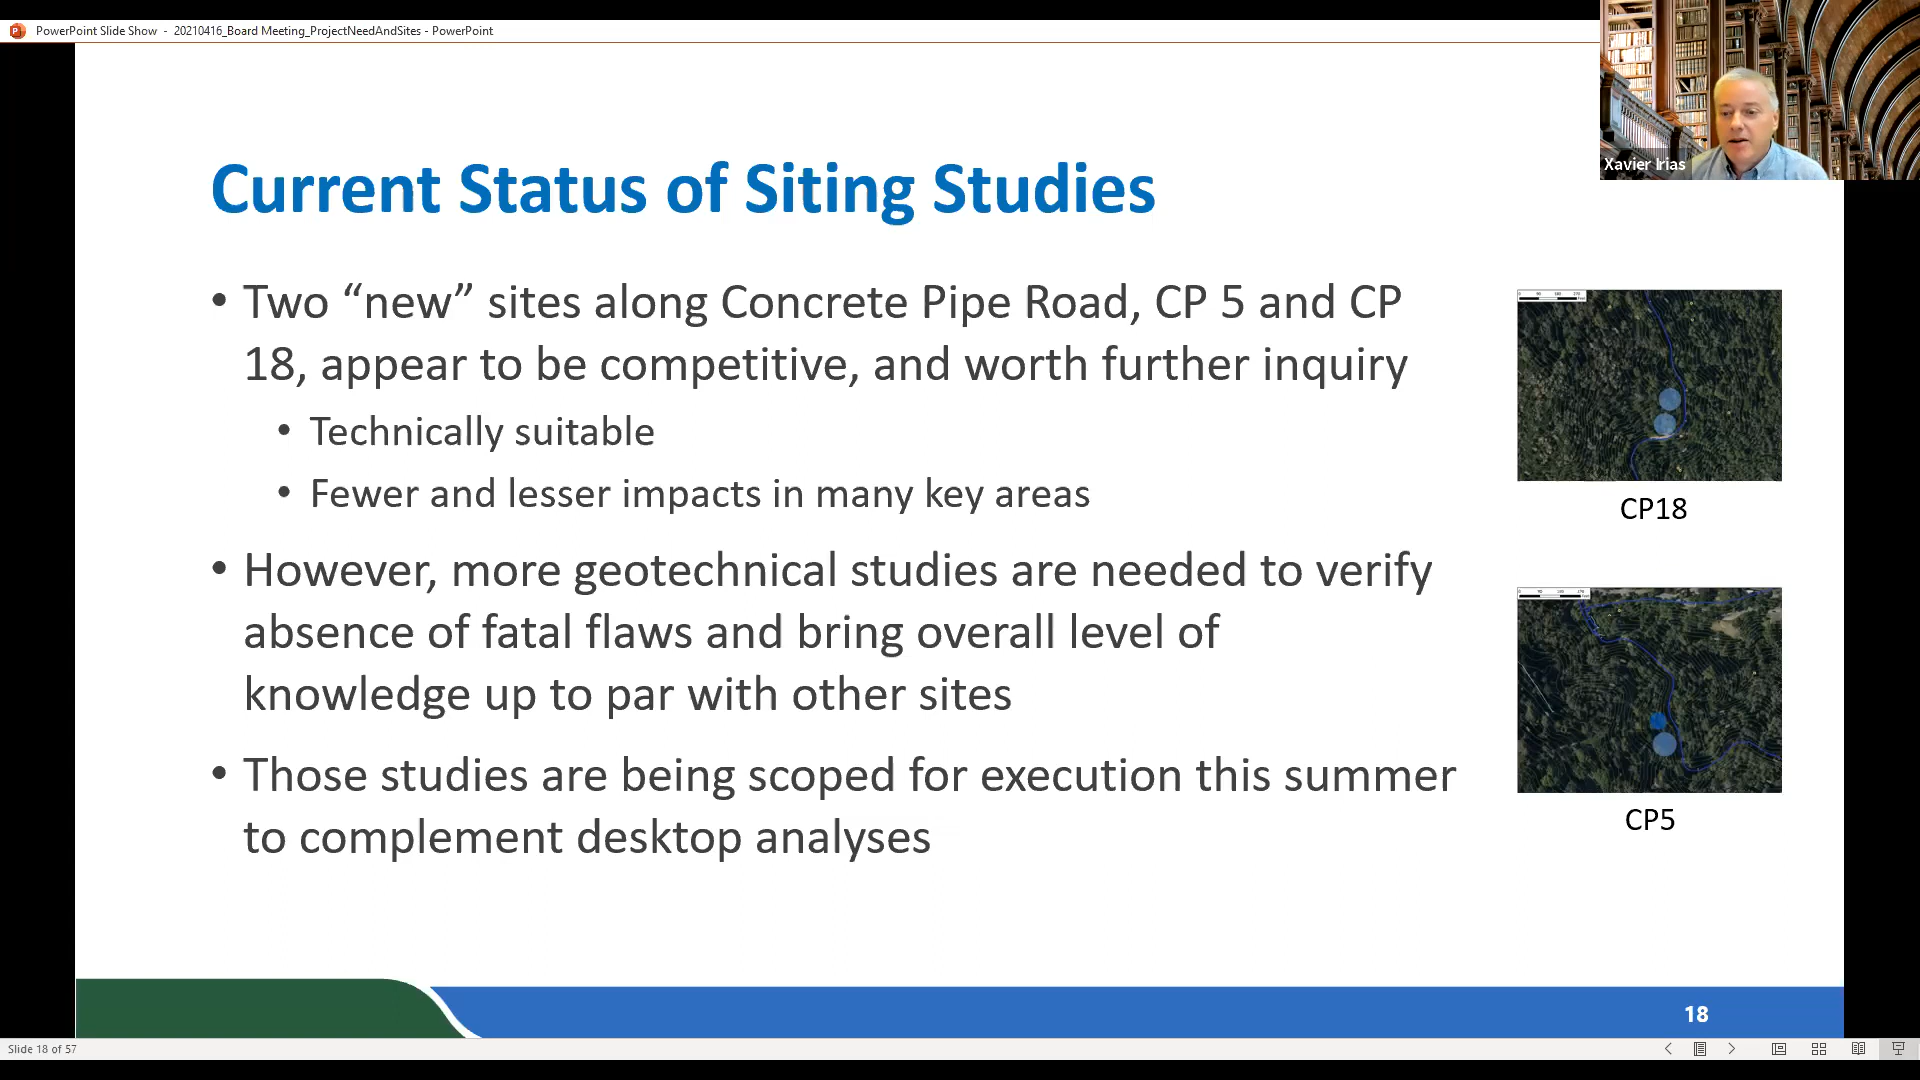 PowerPoint Slide Show - 20210416_Board Meeting_ProjectNeedAndSites - PowerPoint
Xavier Irias
Current Status of Siting Studies
• Two “new” sites along Concrete Pipe Road, CP 5 and CP
18, appear to be competitive, and worth further inquiry
• Technically suitable
• Fewer and lesser impacts in many key areas
• However, more geotechnical studies are needed to verify
absence of fatal flaws and bring overall level of
knowledge up to par with other sites
• Those studies are being scoped for execution this summer
to complement desktop analyses
CP18
CP5
18
Slide 18 of 57